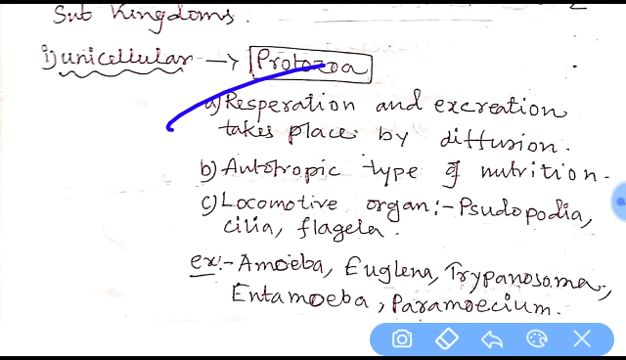 Sub Kingdoms.
i) unicellular → Protozoa
a) Resperation and excreation
takes place by diffusion.
b) Autotropic type of nutrition.
c) Locomotive organ:- Psudopodia,
cilia, flagela.
ex:- Amoeba, Euglena, Trypanosoma,
Entamoeba, Paramoecium.